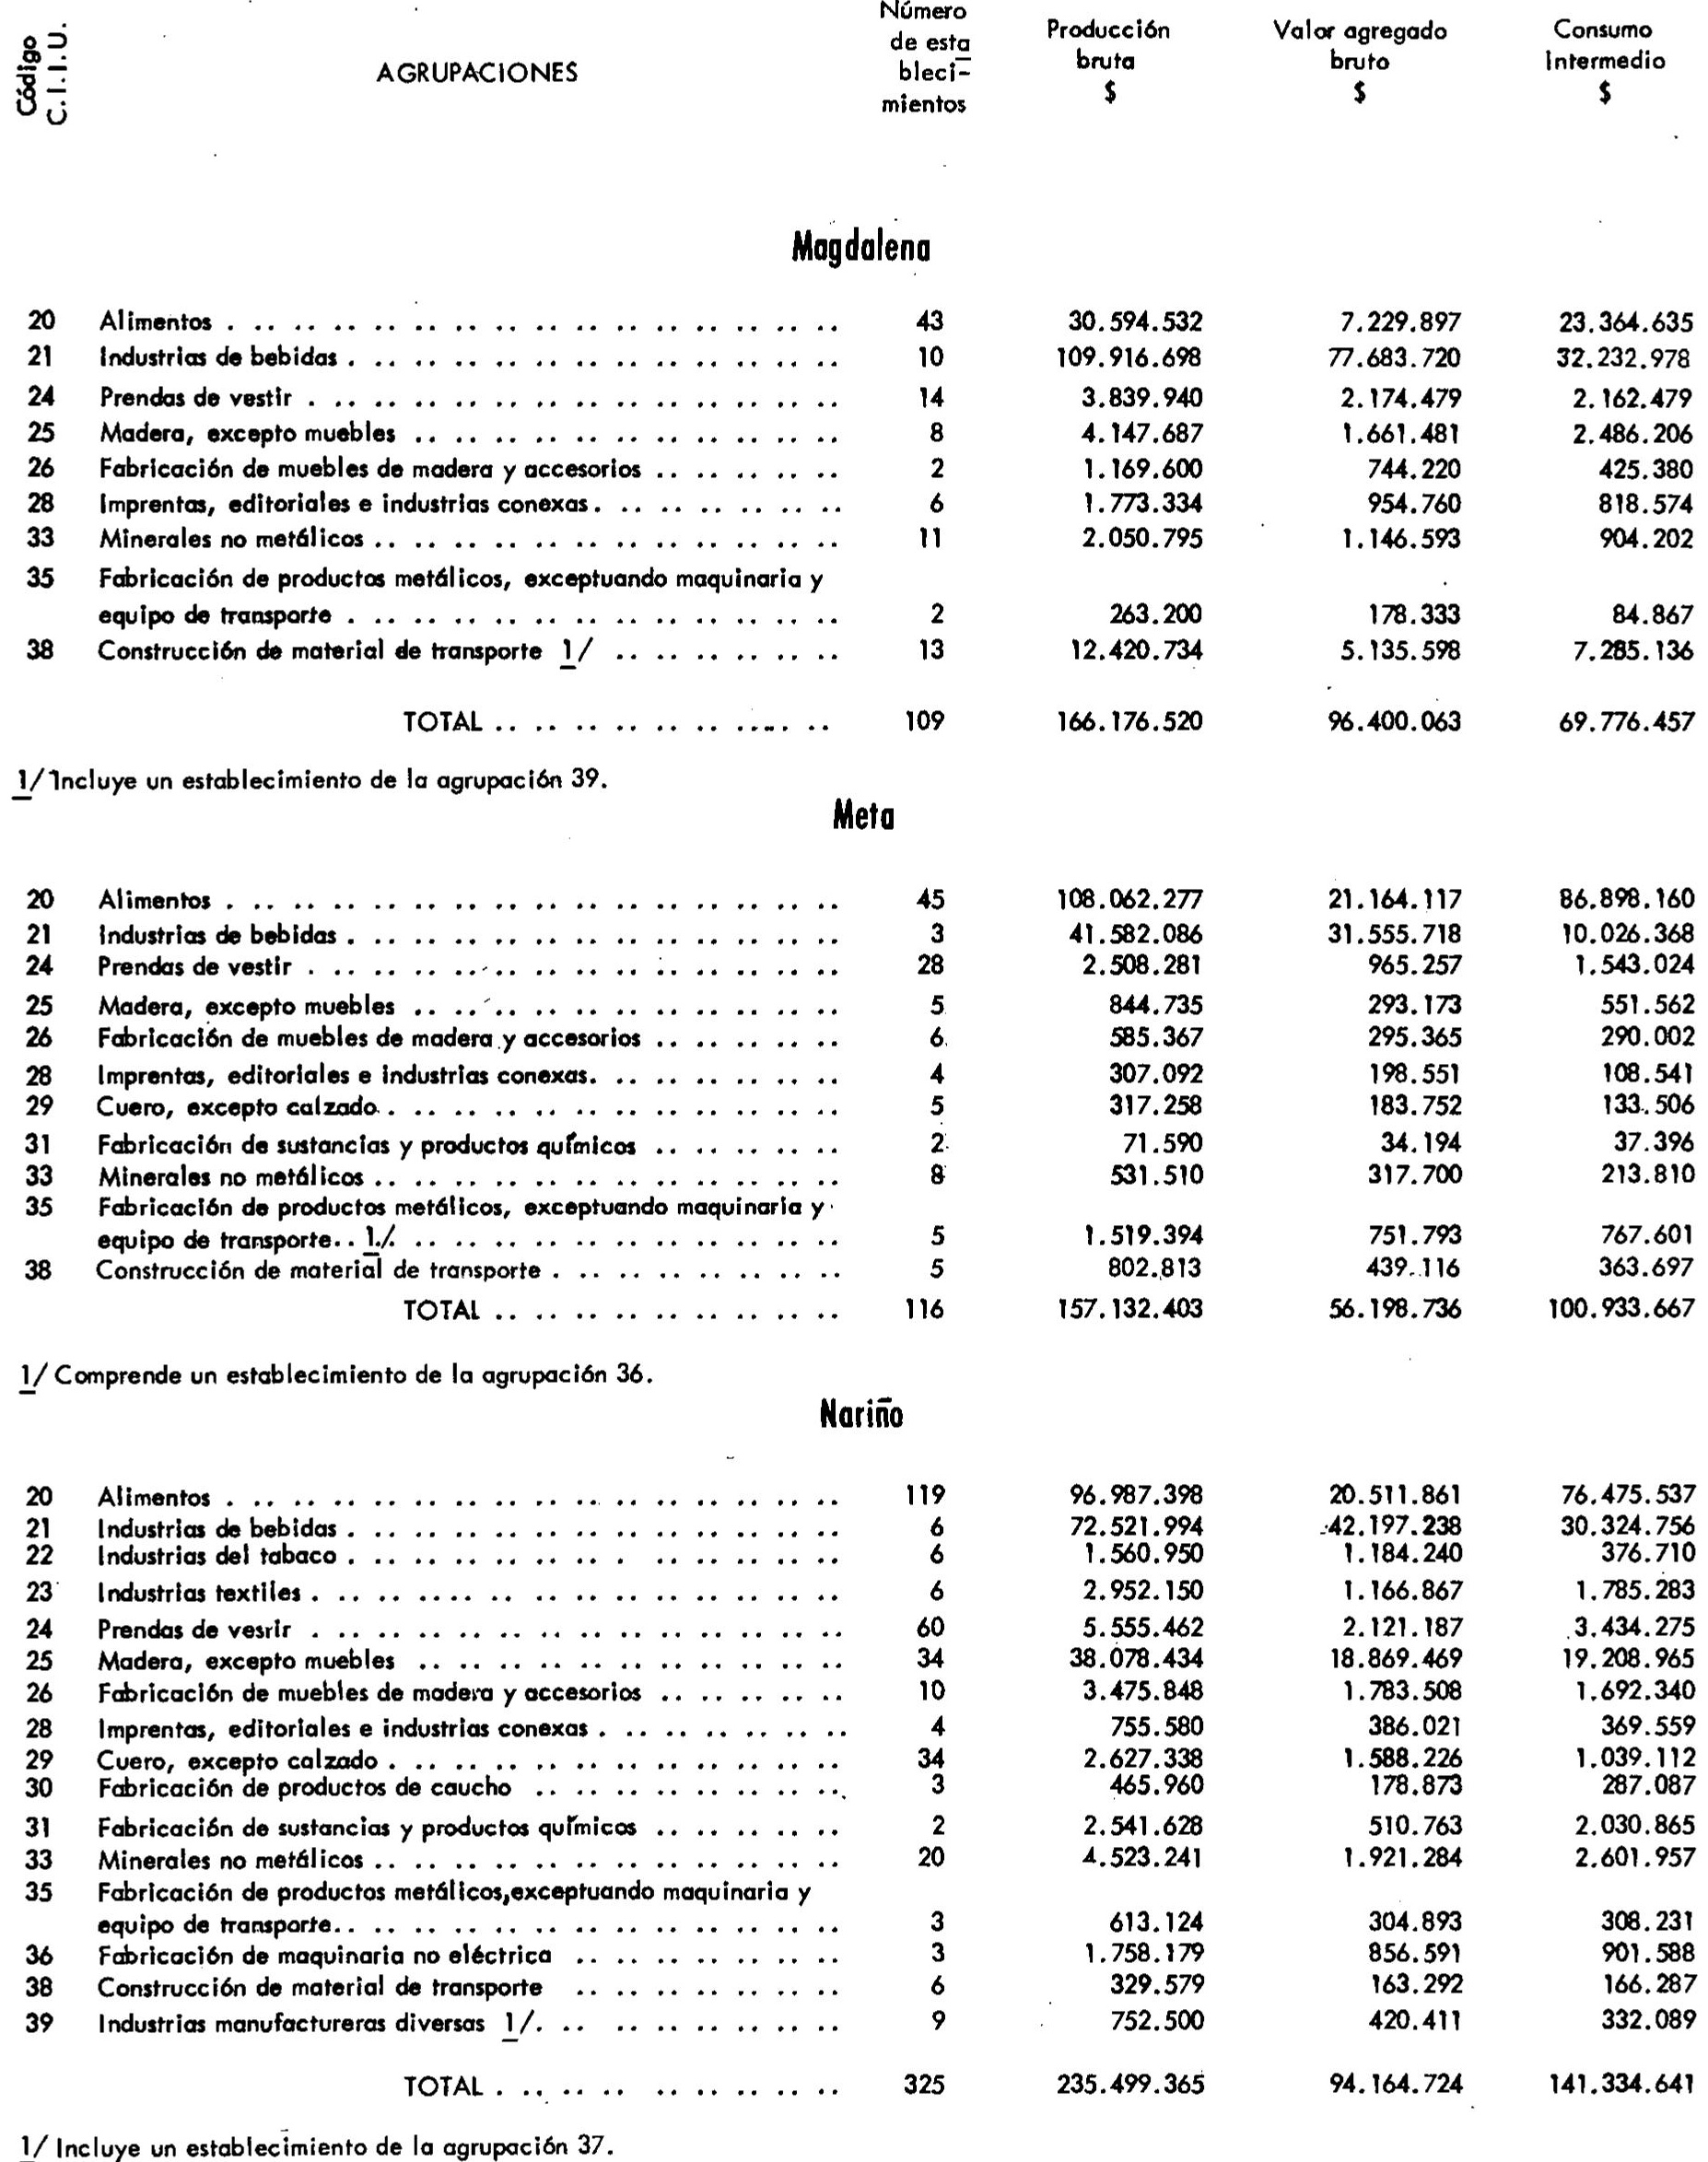 Código C.I.I.U. AGRUPACIONES Número de esta bleci- mientos Producción bruta $ Valor agregado bruto $ Consumo Intermedio $
Magdalena
20 Alimentos 43 30.594.532 7.229.897 23.364.635
21 Industrias de bebidas 10 109.916.698 77.683.720 32.232.978
24 Prendas de vestir 14 3.839.940 2.174.479 2.162.479
25 Madera, excepto muebles 8 4.147.687 1.661.481 2.486.206
26 Fabricación de muebles de madera y accesorios 2 1.169.600 744.220 425.380
28 Imprentas, editoriales e industrias conexas. 6 1.773.334 954.760 818.574
33 Minerales no metálicos 11 2.050.795 1.146.593 904.202
35 Fabricación de productos metálicos, exceptuando maquinaria y
equipo de transporte 2 263.200 178.333 84.867
38 Construcción de material de transporte 1/ 13 12.420.734 5.135.598 7.285.136
TOTAL 109 166.176.520 96.400.063 69.776.457
1/ Incluye un establecimiento de la agrupación 39.
Meta
20 Alimentos 45 108.062.277 21.164.117 86.898.160
21 Industrias de bebidas 3 41.582.086 31.555.718 10.026.368
24 Prendas de vestir 28 2.508.281 965.257 1.543.024
25 Madera, excepto muebles 5 844.735 293.173 551.562
26 Fabricación de muebles de madera y accesorios 6 585.367 295.365 290.002
28 Imprentas, editoriales e industrias conexas. 4 307.092 198.551 108.541
29 Cuero, excepto calzado 5 317.258 183.752 133.506
31 Fabricación de sustancias y productos químicos 2 71.590 34.194 37.396
33 Minerales no metálicos 8 531.510 317.700 213.810
35 Fabricación de productos metálicos, exceptuando maquinaria y
equipo de transporte 1/ 5 1.519.394 751.793 767.601
38 Construcción de material de transporte 5 802.813 439.116 363.697
TOTAL 116 157.132.403 56.198.736 100.933.667
1/ Comprende un establecimiento de la agrupación 36.
Nariño
20 Alimentos 119 96.987.398 20.511.861 76.475.537
21 Industrias de bebidas 6 72.521.994 42.197.238 30.324.756
22 Industrias del tabaco 6 1.560.950 1.184.240 376.710
23 Industrias textiles 6 2.952.150 1.166.867 1.785.283
24 Prendas de vesrir 60 5.555.462 2.121.187 3.434.275
25 Madera, excepto muebles 34 38.078.434 18.869.469 19.208.965
26 Fabricación de muebles de madera y accesorios 10 3.475.848 1.783.508 1.692.340
28 Imprentas, editoriales e industrias conexas 4 755.580 386.021 369.559
29 Cuero, excepto calzado 34 2.627.338 1.588.226 1.039.112
30 Fabricación de productos de caucho 3 465.960 178.873 287.087
31 Fabricación de sustancias y productos químicos 2 2.541.628 510.763 2.030.865
33 Minerales no metálicos 20 4.523.241 1.921.284 2.601.957
35 Fabricación de productos metálicos,exceptuando maquinaria y
equipo de transporte 3 613.124 304.893 308.231
36 Fabricación de maquinaria no eléctrica 3 1.758.179 856.591 901.588
38 Construcción de material de transporte 6 329.579 163.292 166.287
39 Industrias manufactureras diversas 1/ 9 752.500 420.411 332.089
TOTAL 325 235.499.365 94.164.724 141.334.641
1/ Incluye un establecimiento de la agrupación 37.